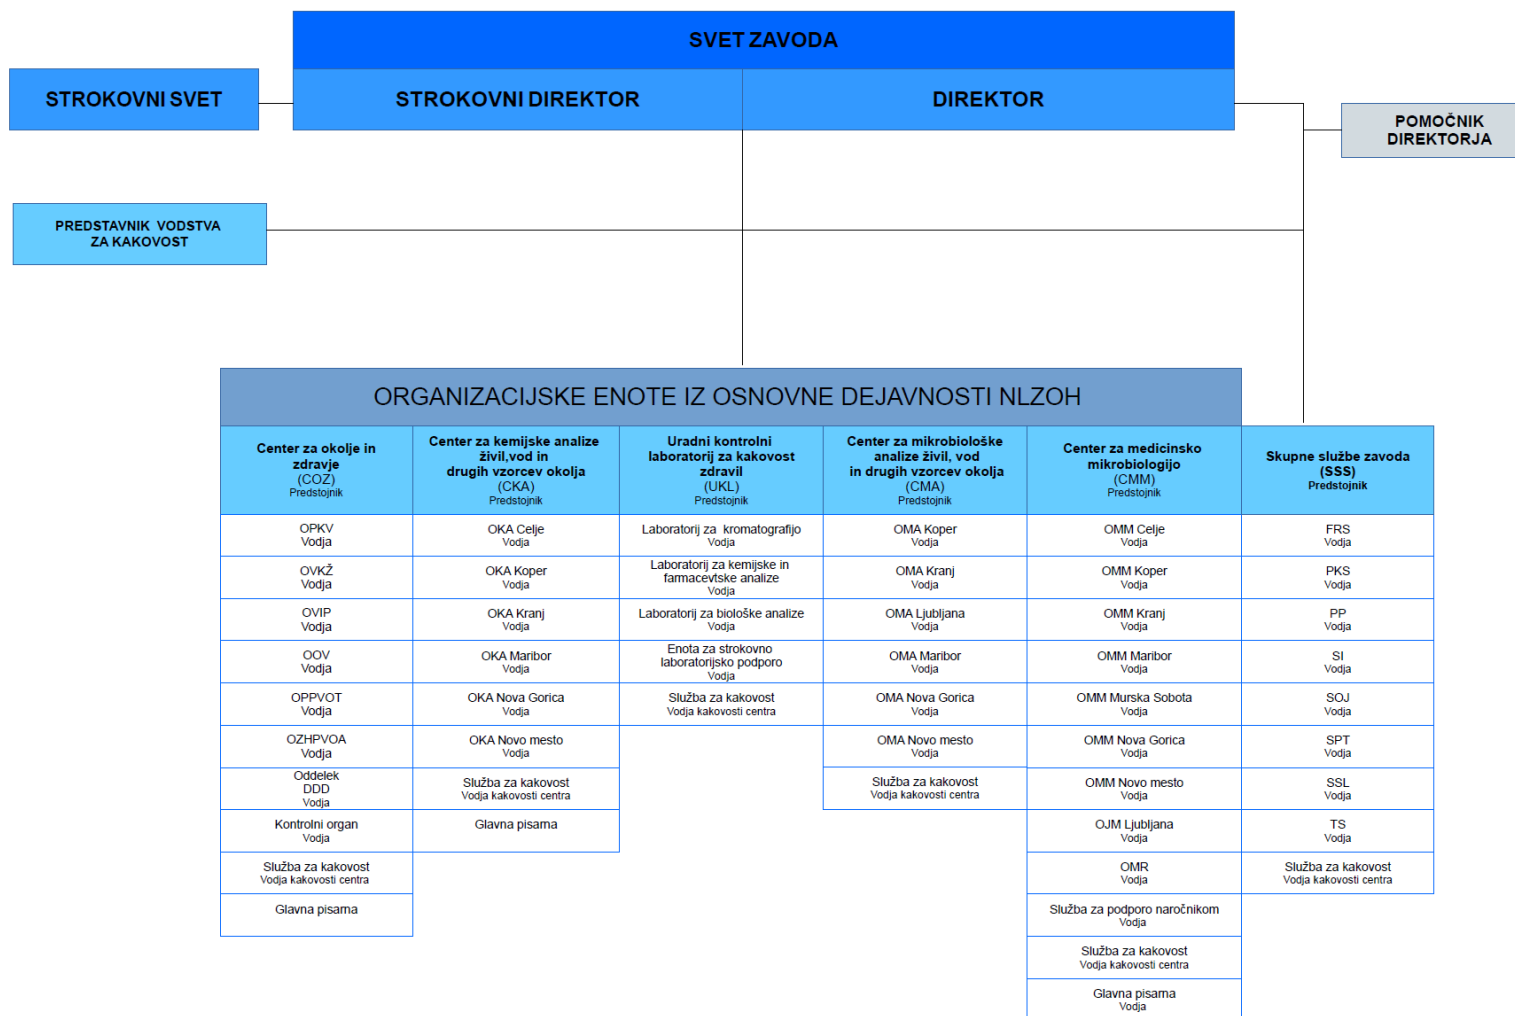 SVET ZAVODA
STROKOVNI SVET
STROKOVNI DIREKTOR
DIREKTOR
POMOČNIK
DIREKTORJA
PREDSTAVNIK VODSTVA
ZA KAKOVOST
ORGANIZACIJSKE ENOTE IZ OSNOVNE DEJAVNOSTI NLZOH
Center za okolje in
zdravje
(COZ)
Predstojnik
OPKV
Vodja
OVKŽ
Vodja
OVIP
Vodja
OOV
Vodja
OPPVOT
Vodja
OZHPVOA
Vodja
Oddelek
DDD
Vodja
Kontrolni organ
Vodja
Služba za kakovost
Vodja kakovosti centra
Glavna pisarna
Center za kemijske analize
živil,vod in
drugih vzorcev okolja
(CKA)
Predstojnik
OKA Celje
Vodja
OKA Koper
Vodja
OKA Kranj
Vodja
OKA Maribor
Vodja
OKA Nova Gorica
Vodja
OKA Novo mesto
Vodja
Služba za kakovost
Vodja kakovosti centra
Glavna pisarna
Uradni kontrolni
laboratorij za kakovost
zdravil
(UKL)
Predstojnik
Laboratorij za kromatografijo
Vodja
Laboratorij za kemijske in
farmacevtske analize
Vodja
Laboratorij za biološke analize
Vodja
Enota za strokovno
laboratorijsko podporo
Vodja
Služba za kakovost
Vodja kakovosti centra
Center za mikrobiološke
analize živil, vod
in drugih vzorcev okolja
(CMA)
Predstojnik
OMA Koper
Vodja
OMA Kranj
Vodja
OMA Ljubljana
Vodja
OMA Maribor
Vodja
OMA Nova Gorica
Vodja
OMA Novo mesto
Vodja
Služba za kakovost
Vodja kakovosti centra
Center za medicinsko
mikrobiologijo
(CMM)
Predstojnik
OMM Celje
Vodja
OMM Koper
Vodja
OMM Kranj
Vodja
OMM Maribor
Vodja
OMM Murska Sobota
Vodja
OMM Nova Gorica
Vodja
OMM Novo mesto
Vodja
OJM Ljubljana
Vodja
OMR
Vodja
Služba za podporo naročnikom
Vodja
Služba za kakovost
Vodja kakovosti centra
Glavna pisarna
Vodja
Skupne službe zavoda
(SSS)
Predstojnik
FRS
Vodja
PKS
Vodja
PP
Vodja
SI
Vodja
SOJ
Vodja
SPT
Vodja
SSL
Vodja
TS
Vodja
Služba za kakovost
Vodja kakovosti centra